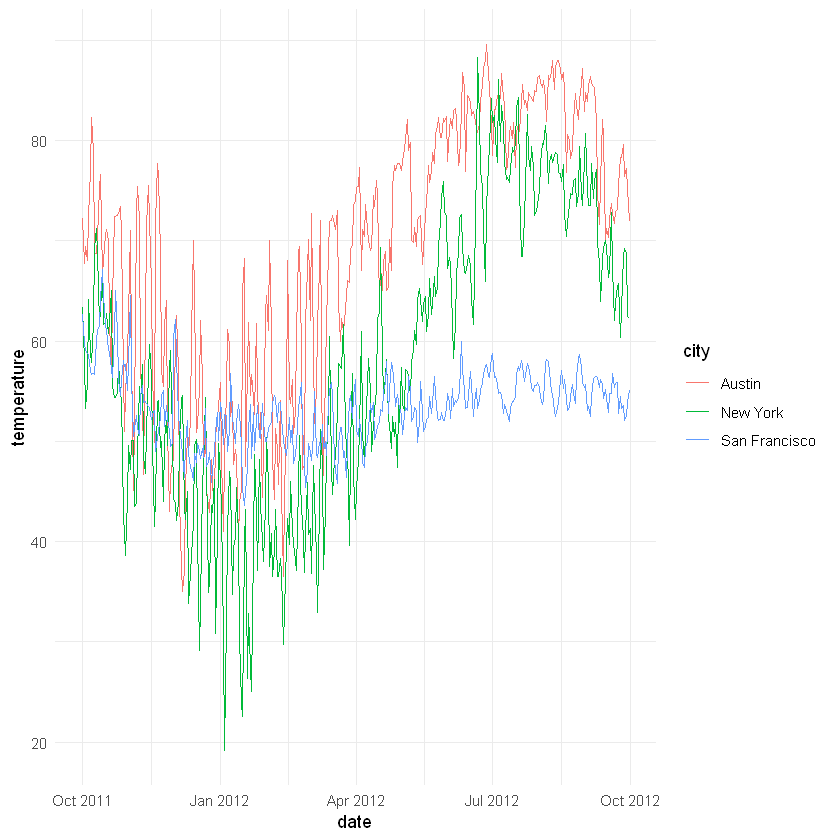 80
60
40
20
temperature
Oct 2011
Jan 2012
Apr 2012
Jul 2012
Oct 2012
date
city
Austin
New York
San Francisco